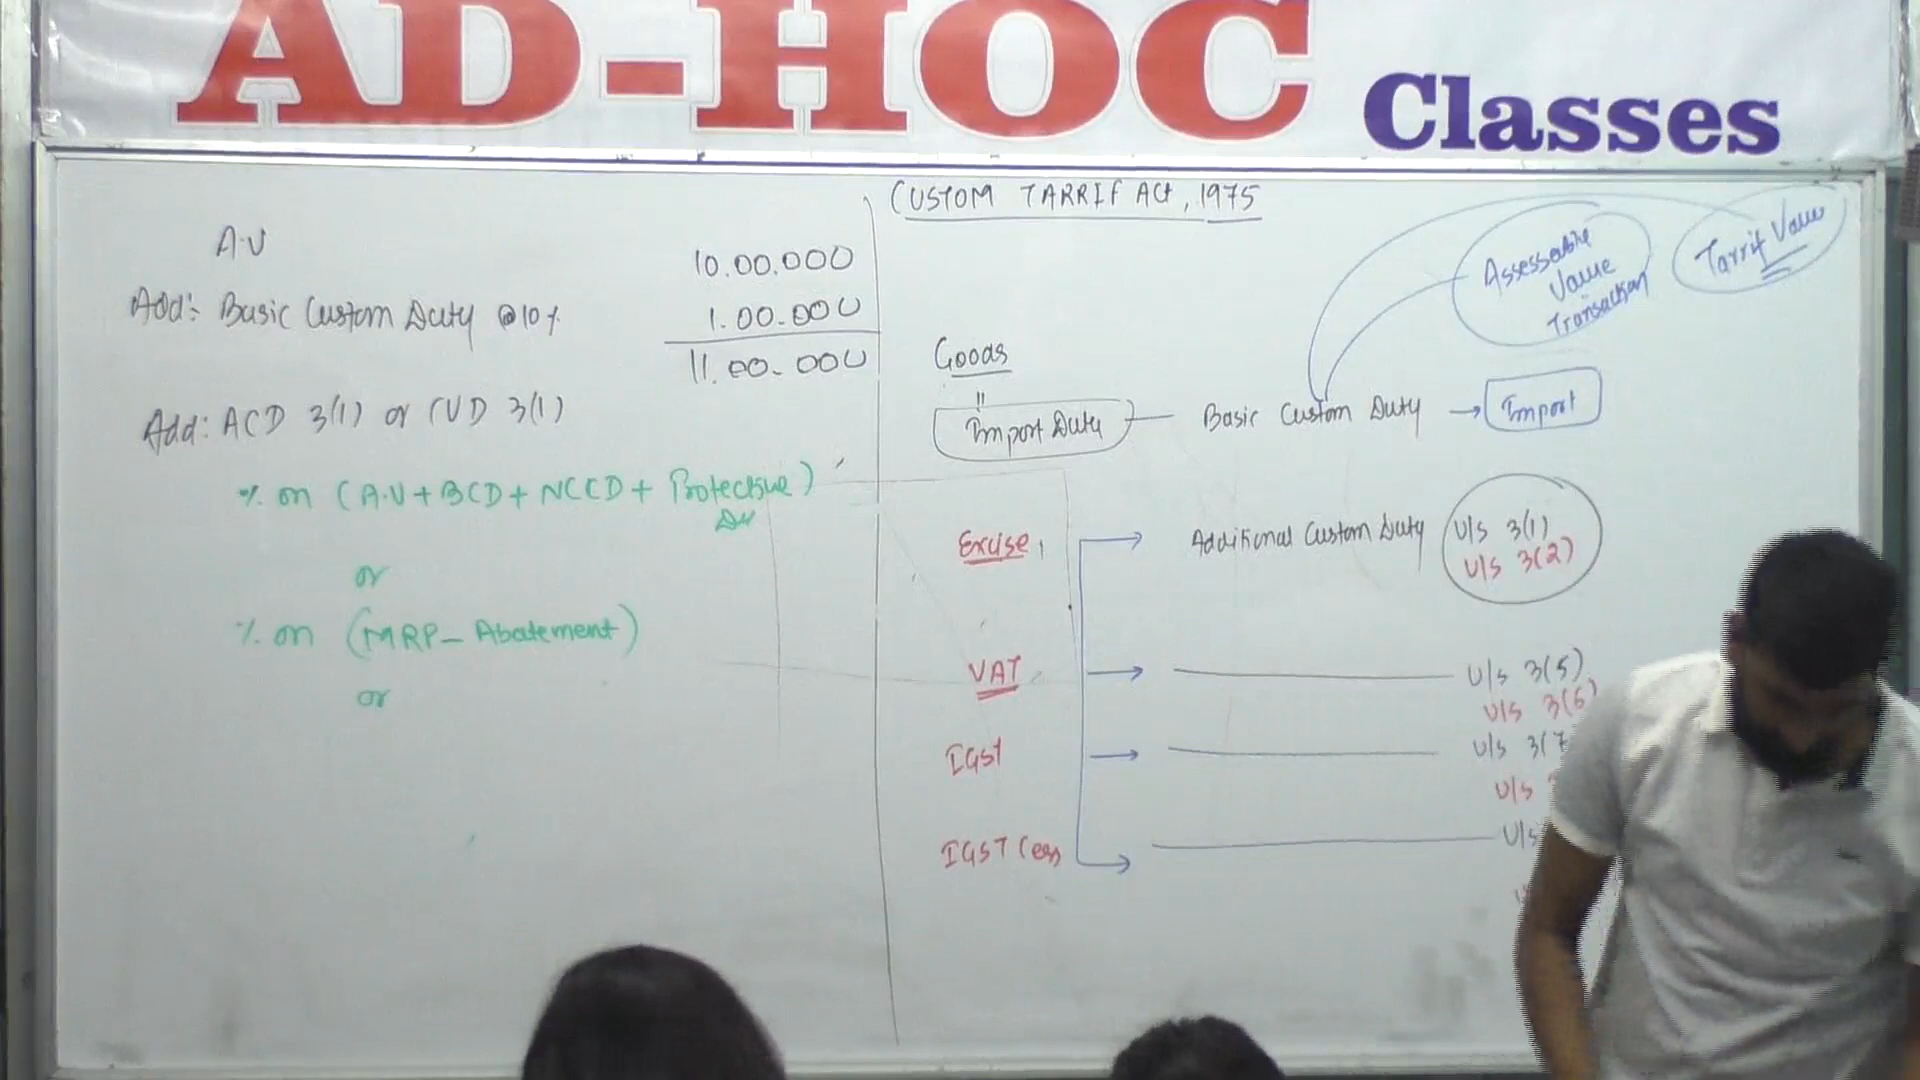 AD-HOC Classes
A.V 10.00.000
Add: Basic Custom Duty @10% 1.00.000
11.00.000
Add: ACD 3(1) or CVD 3(1)
% on (A.V + BCD + NCCD + Protective)
or
% on (MRP - Abatement)
or
CUSTOM TARRIF ACT, 1975
Assessable
Value
Transaction
Tarrif Value
Goods
Import Duty Basic Custom Duty → Import
Excise, → Additional Custom Duty U/s 3(1)
U/s 3(2)
VAT → U/s 3(5)
U/s 3(6)
IGST → U/s 3(7
U/s
IGST Cess → U/s